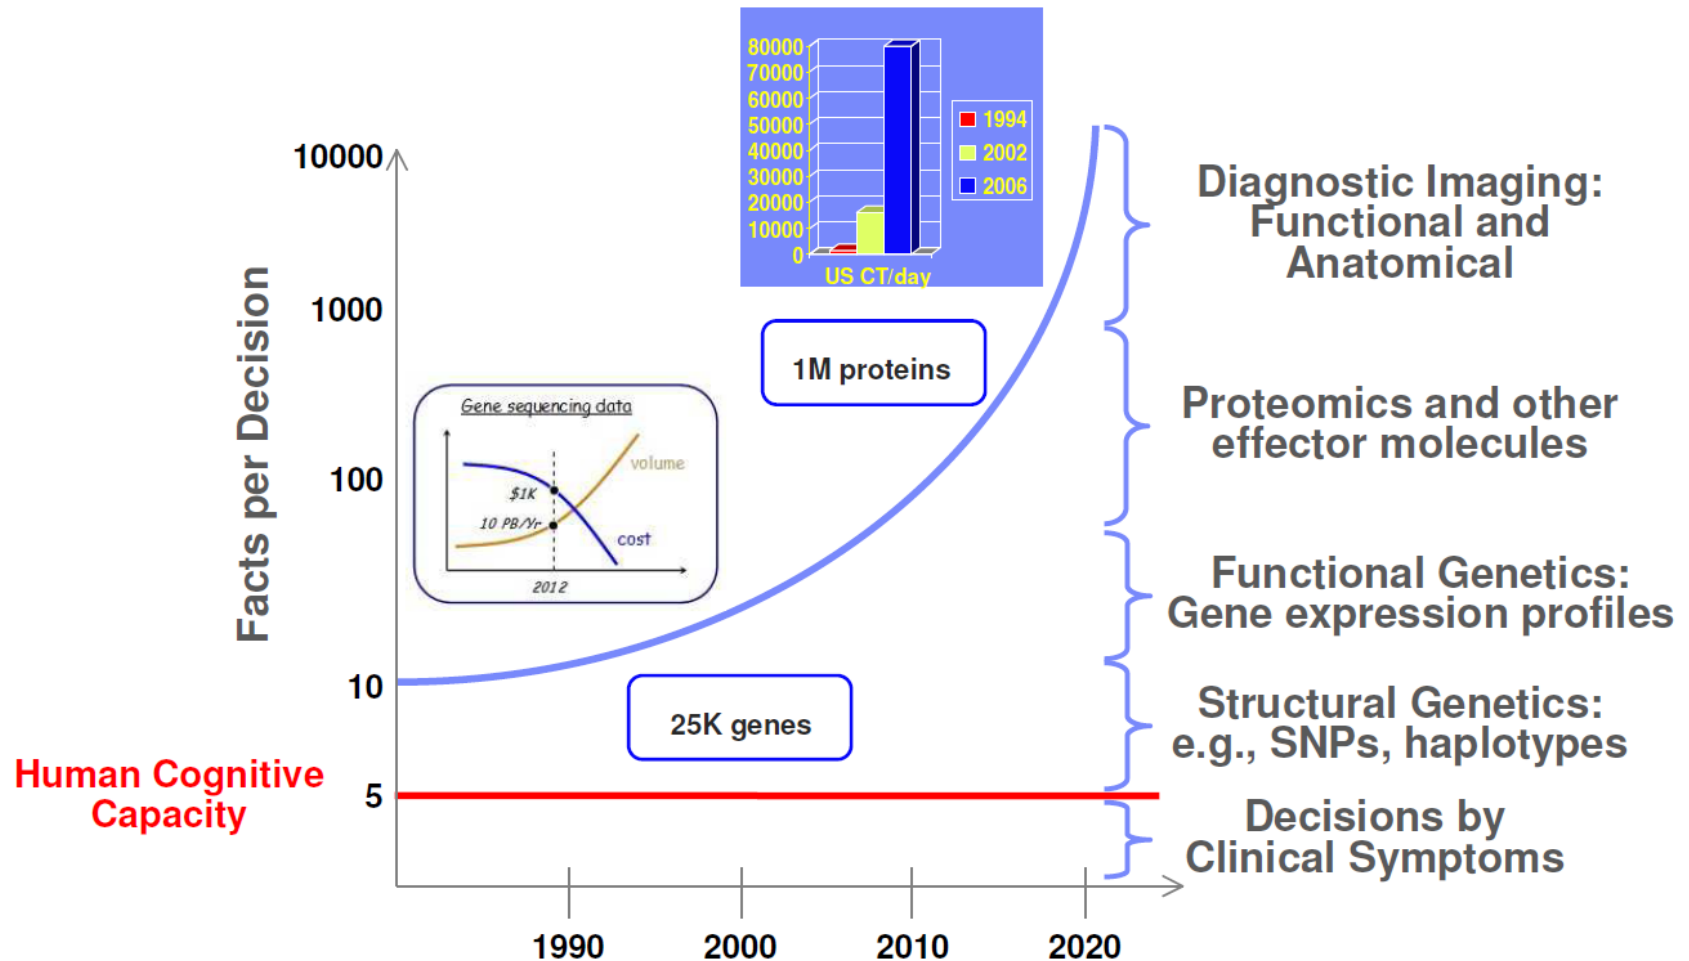 80000
70000
60000
50000
40000
30000
20000
10000
0
US CT/day
1994
2002
2006
10000
1000
100
10
5
Facts per Decision
Human Cognitive
Capacity
Gene sequencing data
volume
$1K
10 PB/Yr
cost
2012
1M proteins
25K genes
1990
2000
2010
2020
Diagnostic Imaging:
Functional and
Anatomical
Proteomics and other
effector molecules
Functional Genetics:
Gene expression profiles
Structural Genetics:
e.g., SNPs, haplotypes
Decisions by
Clinical Symptoms